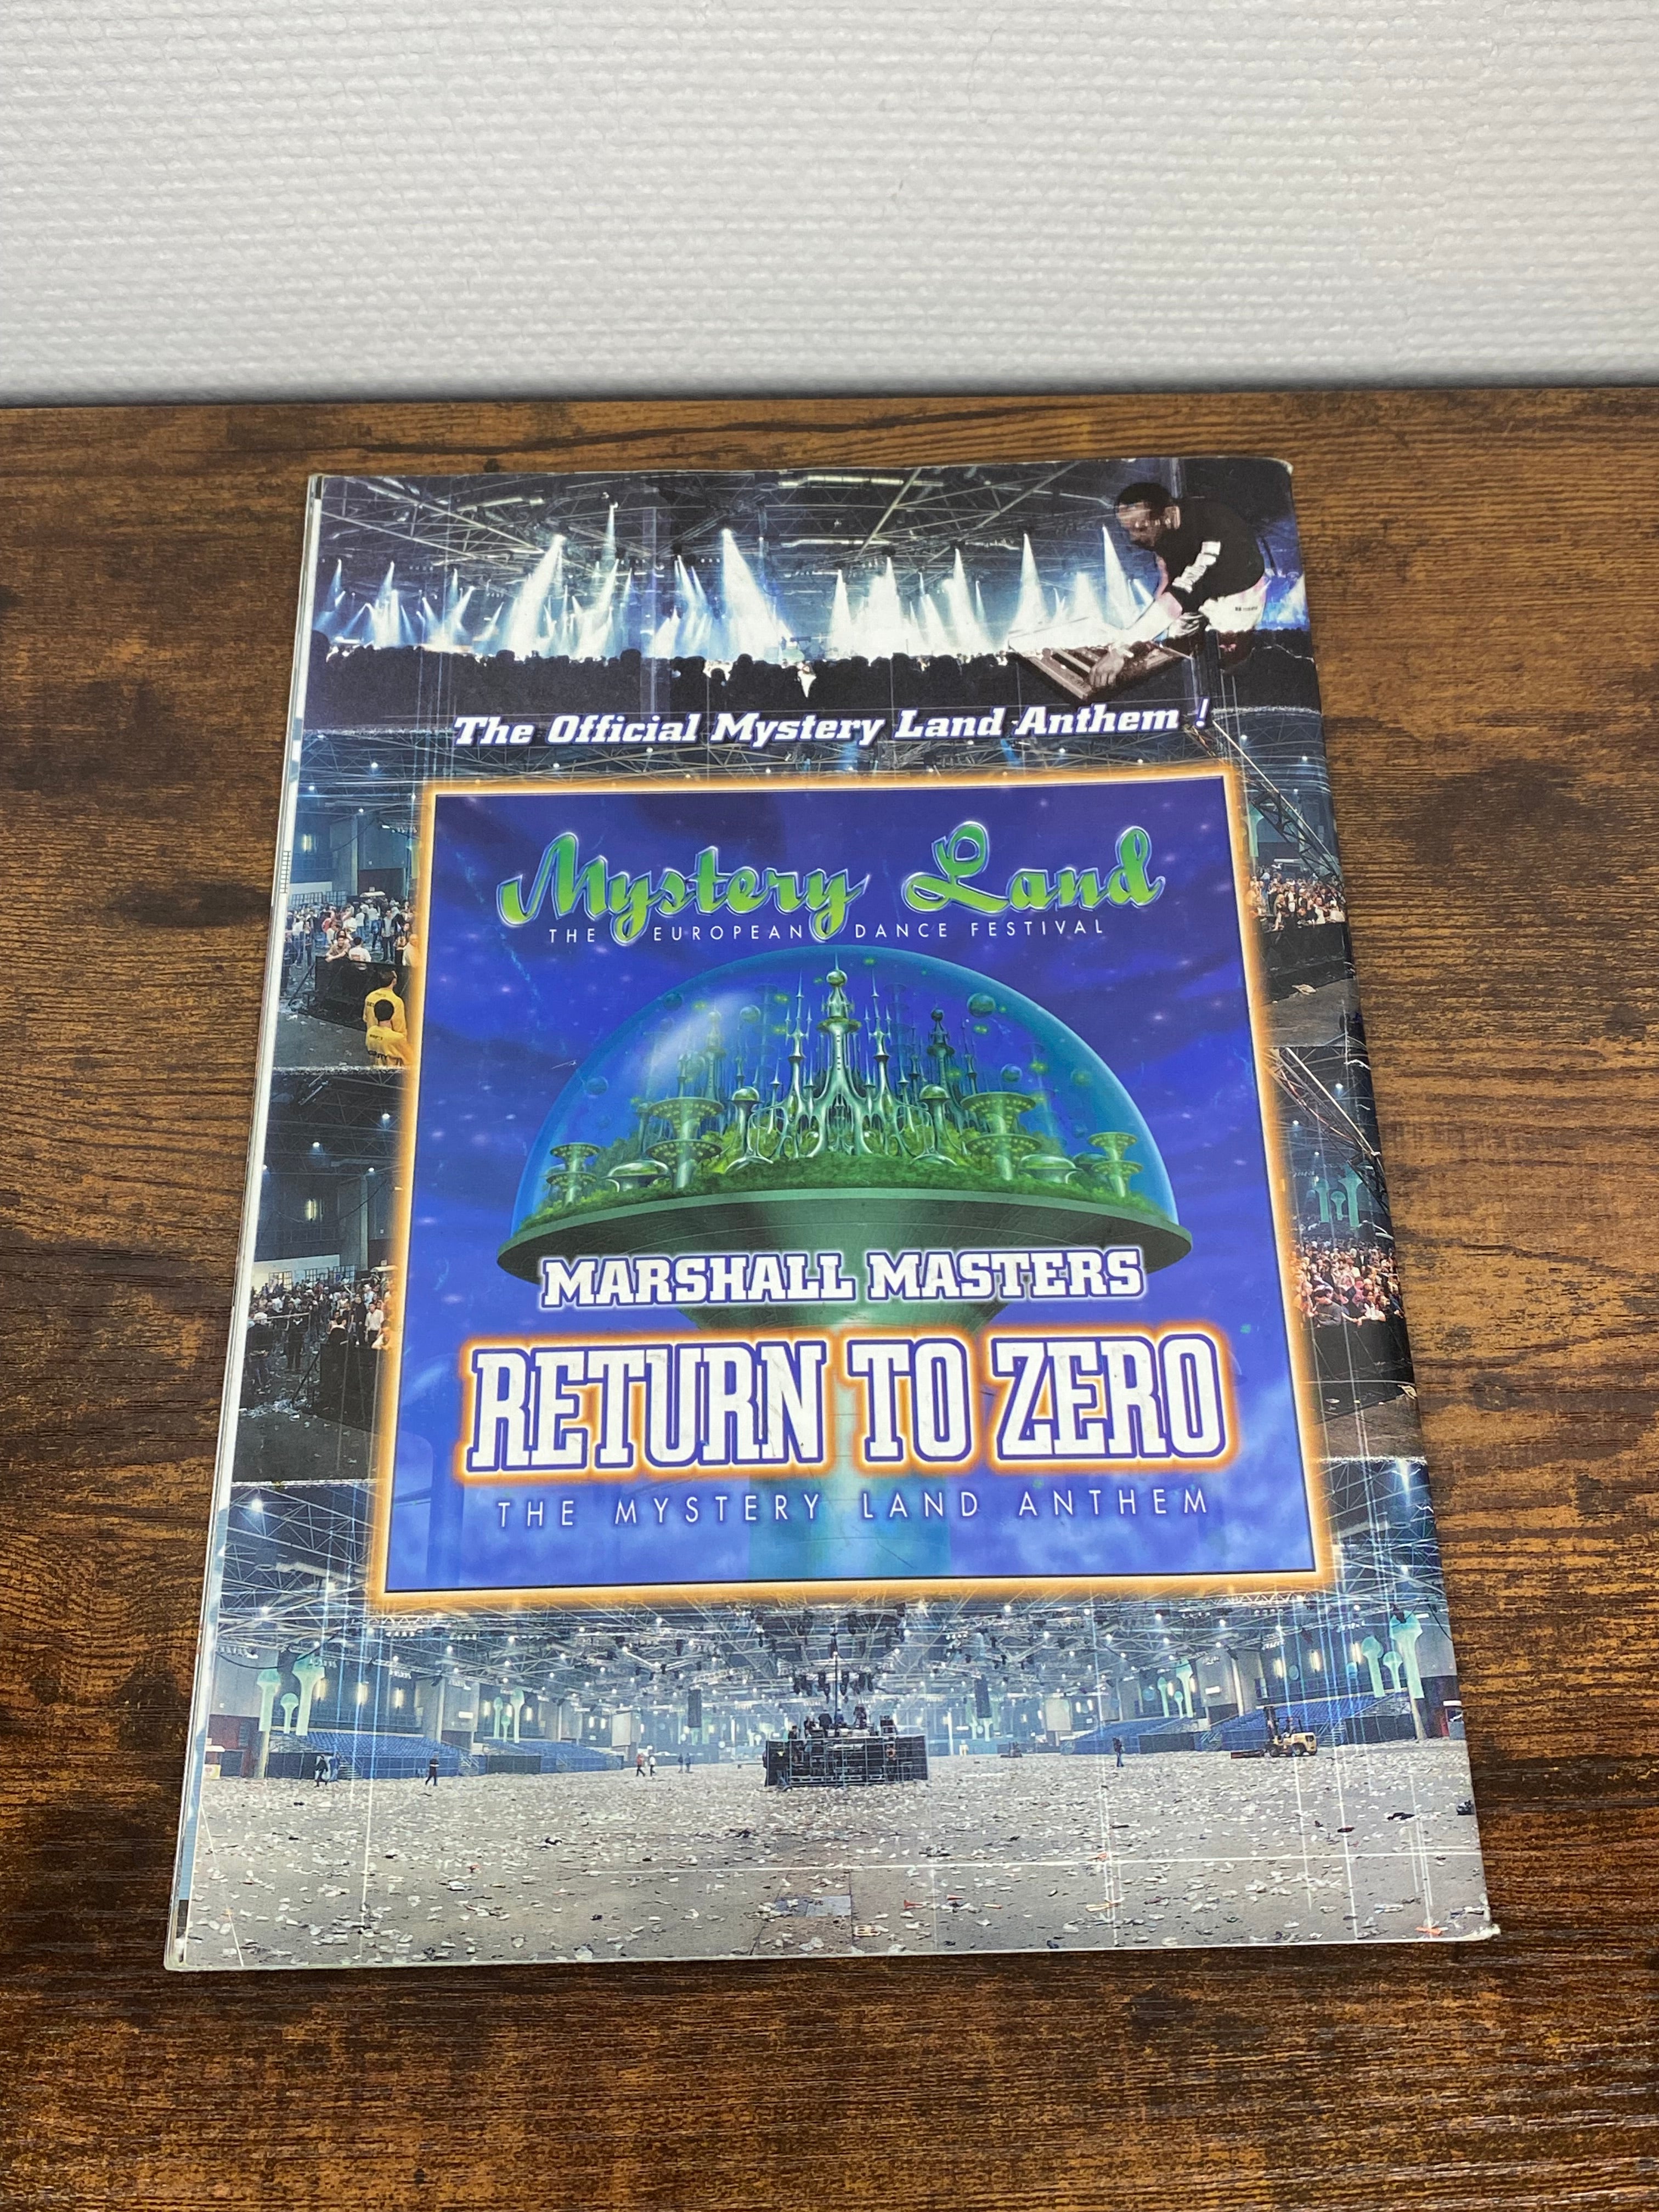 The Official Mystery Land Anthem !
Mystery Land
THE EUROPEAN DANCE FESTIVAL
MARSHALL MASTERS
RETURN TO ZERO
THE MYSTERY LAND ANTHEM